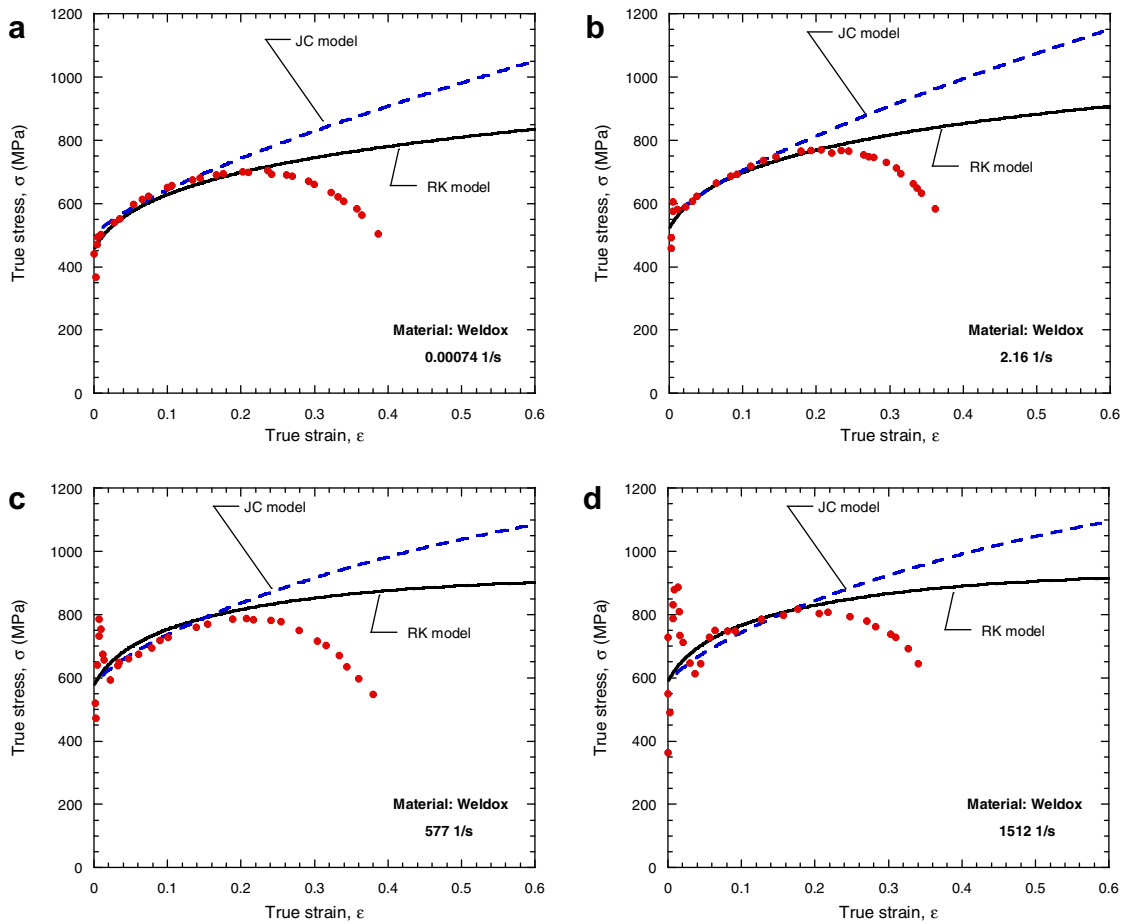 a
1200
1000
800
600
400
200
0
True stress, σ (MPa)
JC model
RK model
Material: Weldox
0.00074 1/s
0 0.1 0.2 0.3 0.4 0.5 0.6
True strain, ε
b
1200
1000
800
600
400
200
0
True stress, σ (MPa)
JC model
RK model
Material: Weldox
2.16 1/s
0 0.1 0.2 0.3 0.4 0.5 0.6
True strain, ε
c
1200
1000
800
600
400
200
0
True stress, σ (MPa)
JC model
RK model
Material: Weldox
577 1/s
0 0.1 0.2 0.3 0.4 0.5 0.6
True strain, ε
d
1200
1000
800
600
400
200
0
True stress, σ (MPa)
JC model
RK model
Material: Weldox
1512 1/s
0 0.1 0.2 0.3 0.4 0.5 0.6
True strain, ε